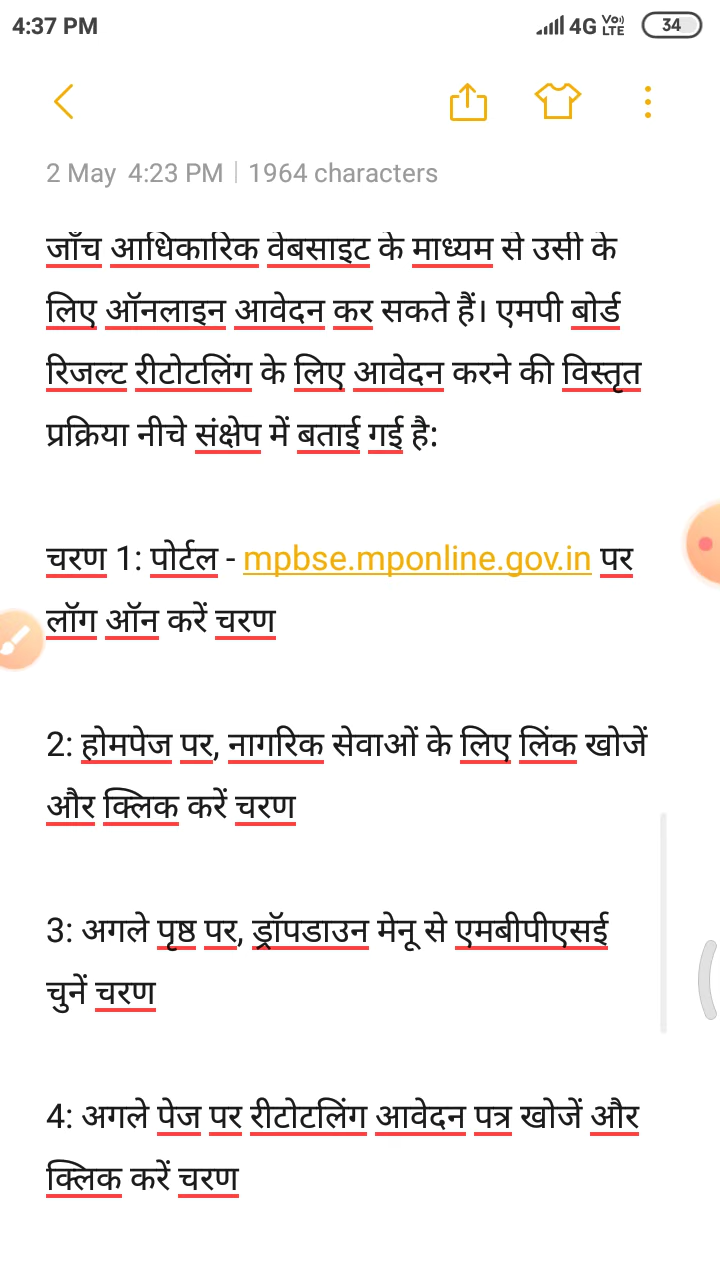 4:37 PM 4G Vo) LTE 34
2 May 4:23 PM | 1964 characters
जाँच आधिकारिक वेबसाइट के माध्यम से उसी के
लिए ऑनलाइन आवेदन कर सकते हैं। एमपी बोर्ड
रिजल्ट रीटोटलिंग के लिए आवेदन करने की विस्तृत
प्रक्रिया नीचे संक्षेप में बताई गई है:
चरण 1: पोर्टल - mpbse.mponline.gov.in पर
लॉग ऑन करें चरण
2: होमपेज पर, नागरिक सेवाओं के लिए लिंक खोजें
और क्लिक करें चरण
3: अगले पृष्ठ पर, ड्रॉपडाउन मेनू से एमबीपीएसई
चुनें चरण
4: अगले पेज पर रीटोटलिंग आवेदन पत्र खोजें और
क्लिक करें चरण